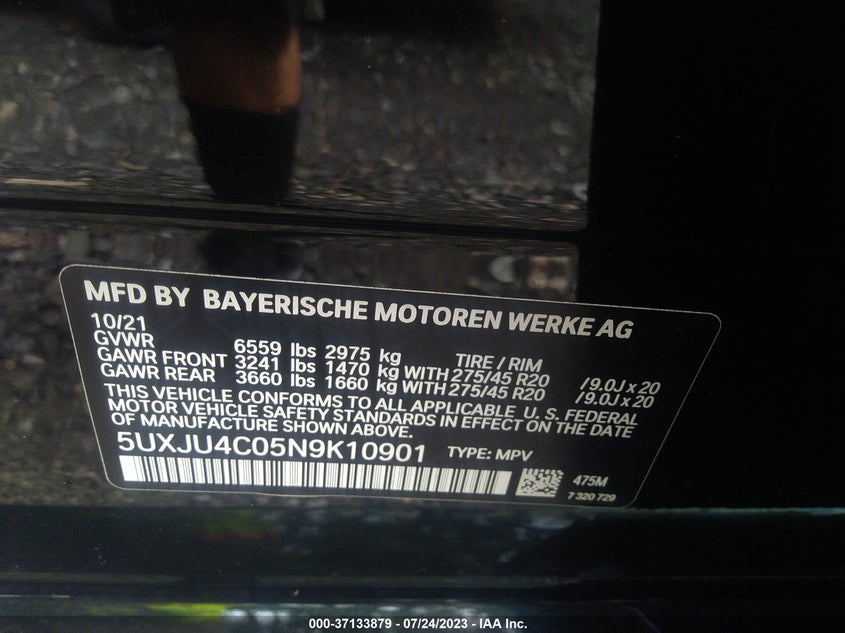 MFD BY BAYERISCHE MOTOREN WERKE AG
10/21
GVWR 6559 lbs 2975 kg TIRE / RIM
GAWR FRONT 3241 lbs 1470 kg WITH 275/45 R20 /9.0J x 20
GAWR REAR 3660 lbs 1660 kg WITH 275/45 R20 /9.0J x 20
THIS VEHICLE CONFORMS TO ALL APPLICABLE U. S. FEDERAL
MOTOR VEHICLE SAFETY STANDARDS IN EFFECT ON THE DATE
OF MANUFACTURE SHOWN ABOVE.
5UXJU4C05N9K10901 TYPE: MPV
475M
7 320 729
000-37133879 - 07/24/2023 - IAA Inc.